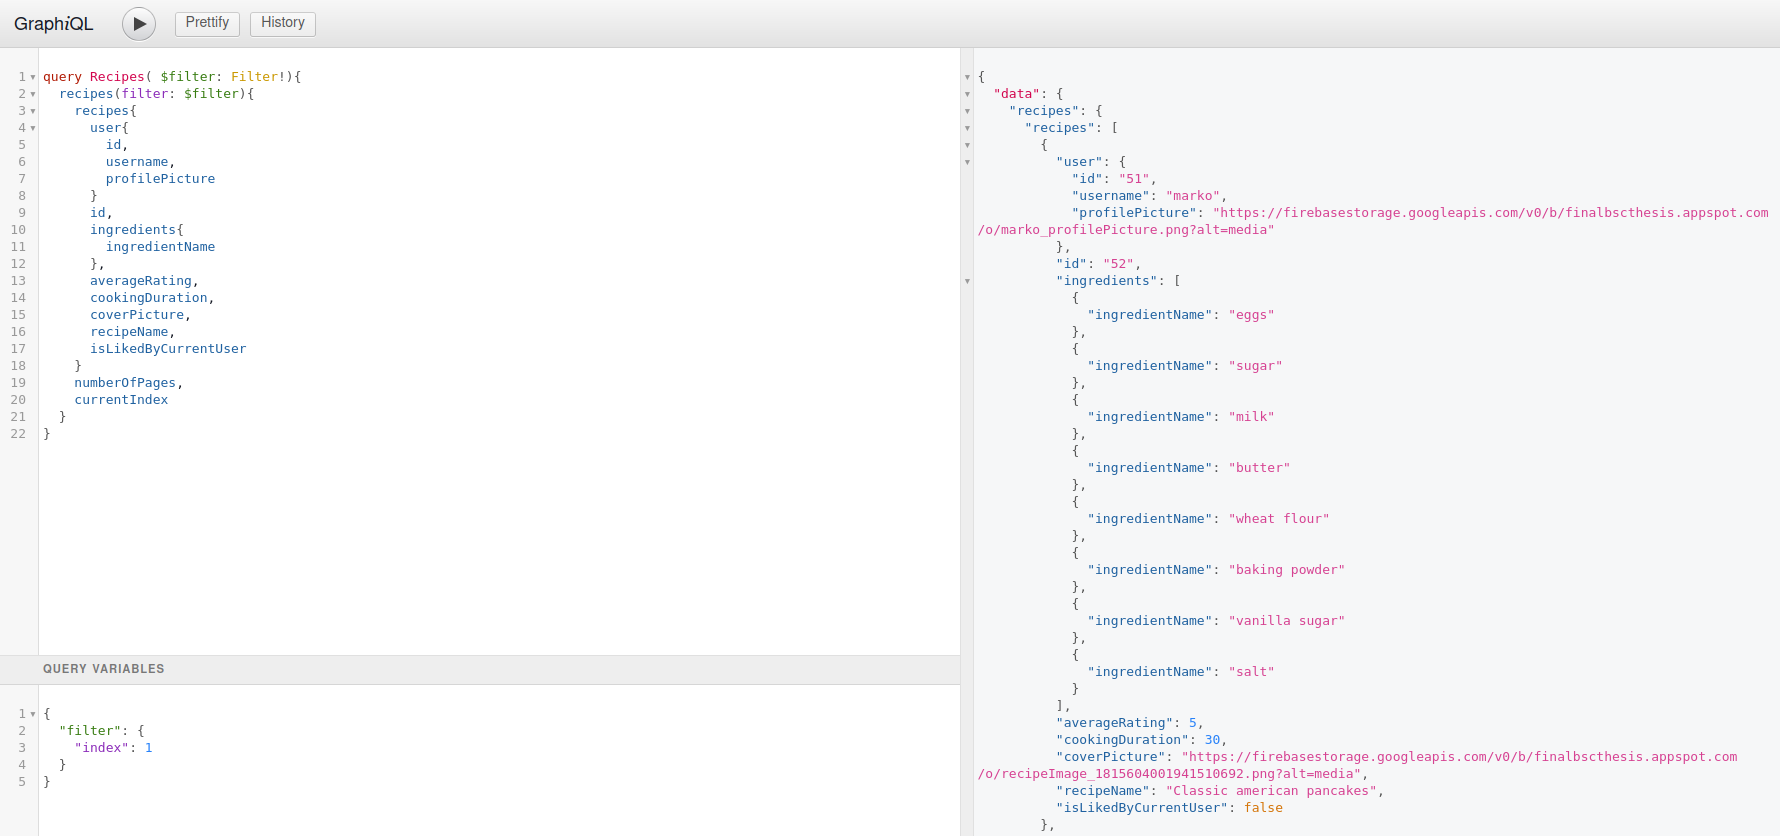 GraphiQL
Prettify
History
1 query Recipes( $filter: Filter!){
2   recipes(filter: $filter){
3     recipes{
4       user{
5         id,
6         username,
7         profilePicture
8       }
9       id,
10       ingredients{
11         ingredientName
12       },
13       averageRating,
14       cookingDuration,
15       coverPicture,
16       recipeName,
17       isLikedByCurrentUser
18     }
19     numberOfPages,
20     currentIndex
21   }
22 }
QUERY VARIABLES
1 {
2   "filter": {
3     "index": 1
4   }
5 }
{
  "data": {
    "recipes": {
      "recipes": [
        {
          "user": {
            "id": "51",
            "username": "marko",
            "profilePicture": "https://firebasestorage.googleapis.com/v0/b/finalbscthesis.appspot.com
/o/marko_profilePicture.png?alt=media"
          },
          "id": "52",
          "ingredients": [
            {
              "ingredientName": "eggs"
            },
            {
              "ingredientName": "sugar"
            },
            {
              "ingredientName": "milk"
            },
            {
              "ingredientName": "butter"
            },
            {
              "ingredientName": "wheat flour"
            },
            {
              "ingredientName": "baking powder"
            },
            {
              "ingredientName": "vanilla sugar"
            },
            {
              "ingredientName": "salt"
            }
          ],
          "averageRating": 5,
          "cookingDuration": 30,
          "coverPicture": "https://firebasestorage.googleapis.com/v0/b/finalbscthesis.appspot.com
/o/recipeImage_1815604001941510692.png?alt=media",
          "recipeName": "Classic american pancakes",
          "isLikedByCurrentUser": false
        },